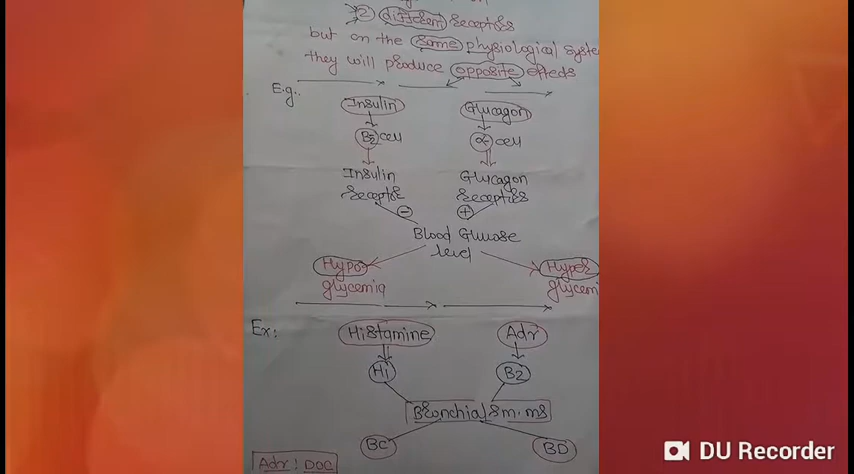 2) different receptors
but on the same physiological syste
they will produce opposite effects
E.g.
Insulin Glucagon
B2 cell α cell
Insulin Glycagon
receptor receptors
- +
Blood Glucose
level
Hypo- Hyper
glycemia glycemi
Ex:
Histamine Adr
H1 B2
Bronchial sm. ms
BC BD
Adr: DOC
DU Recorder